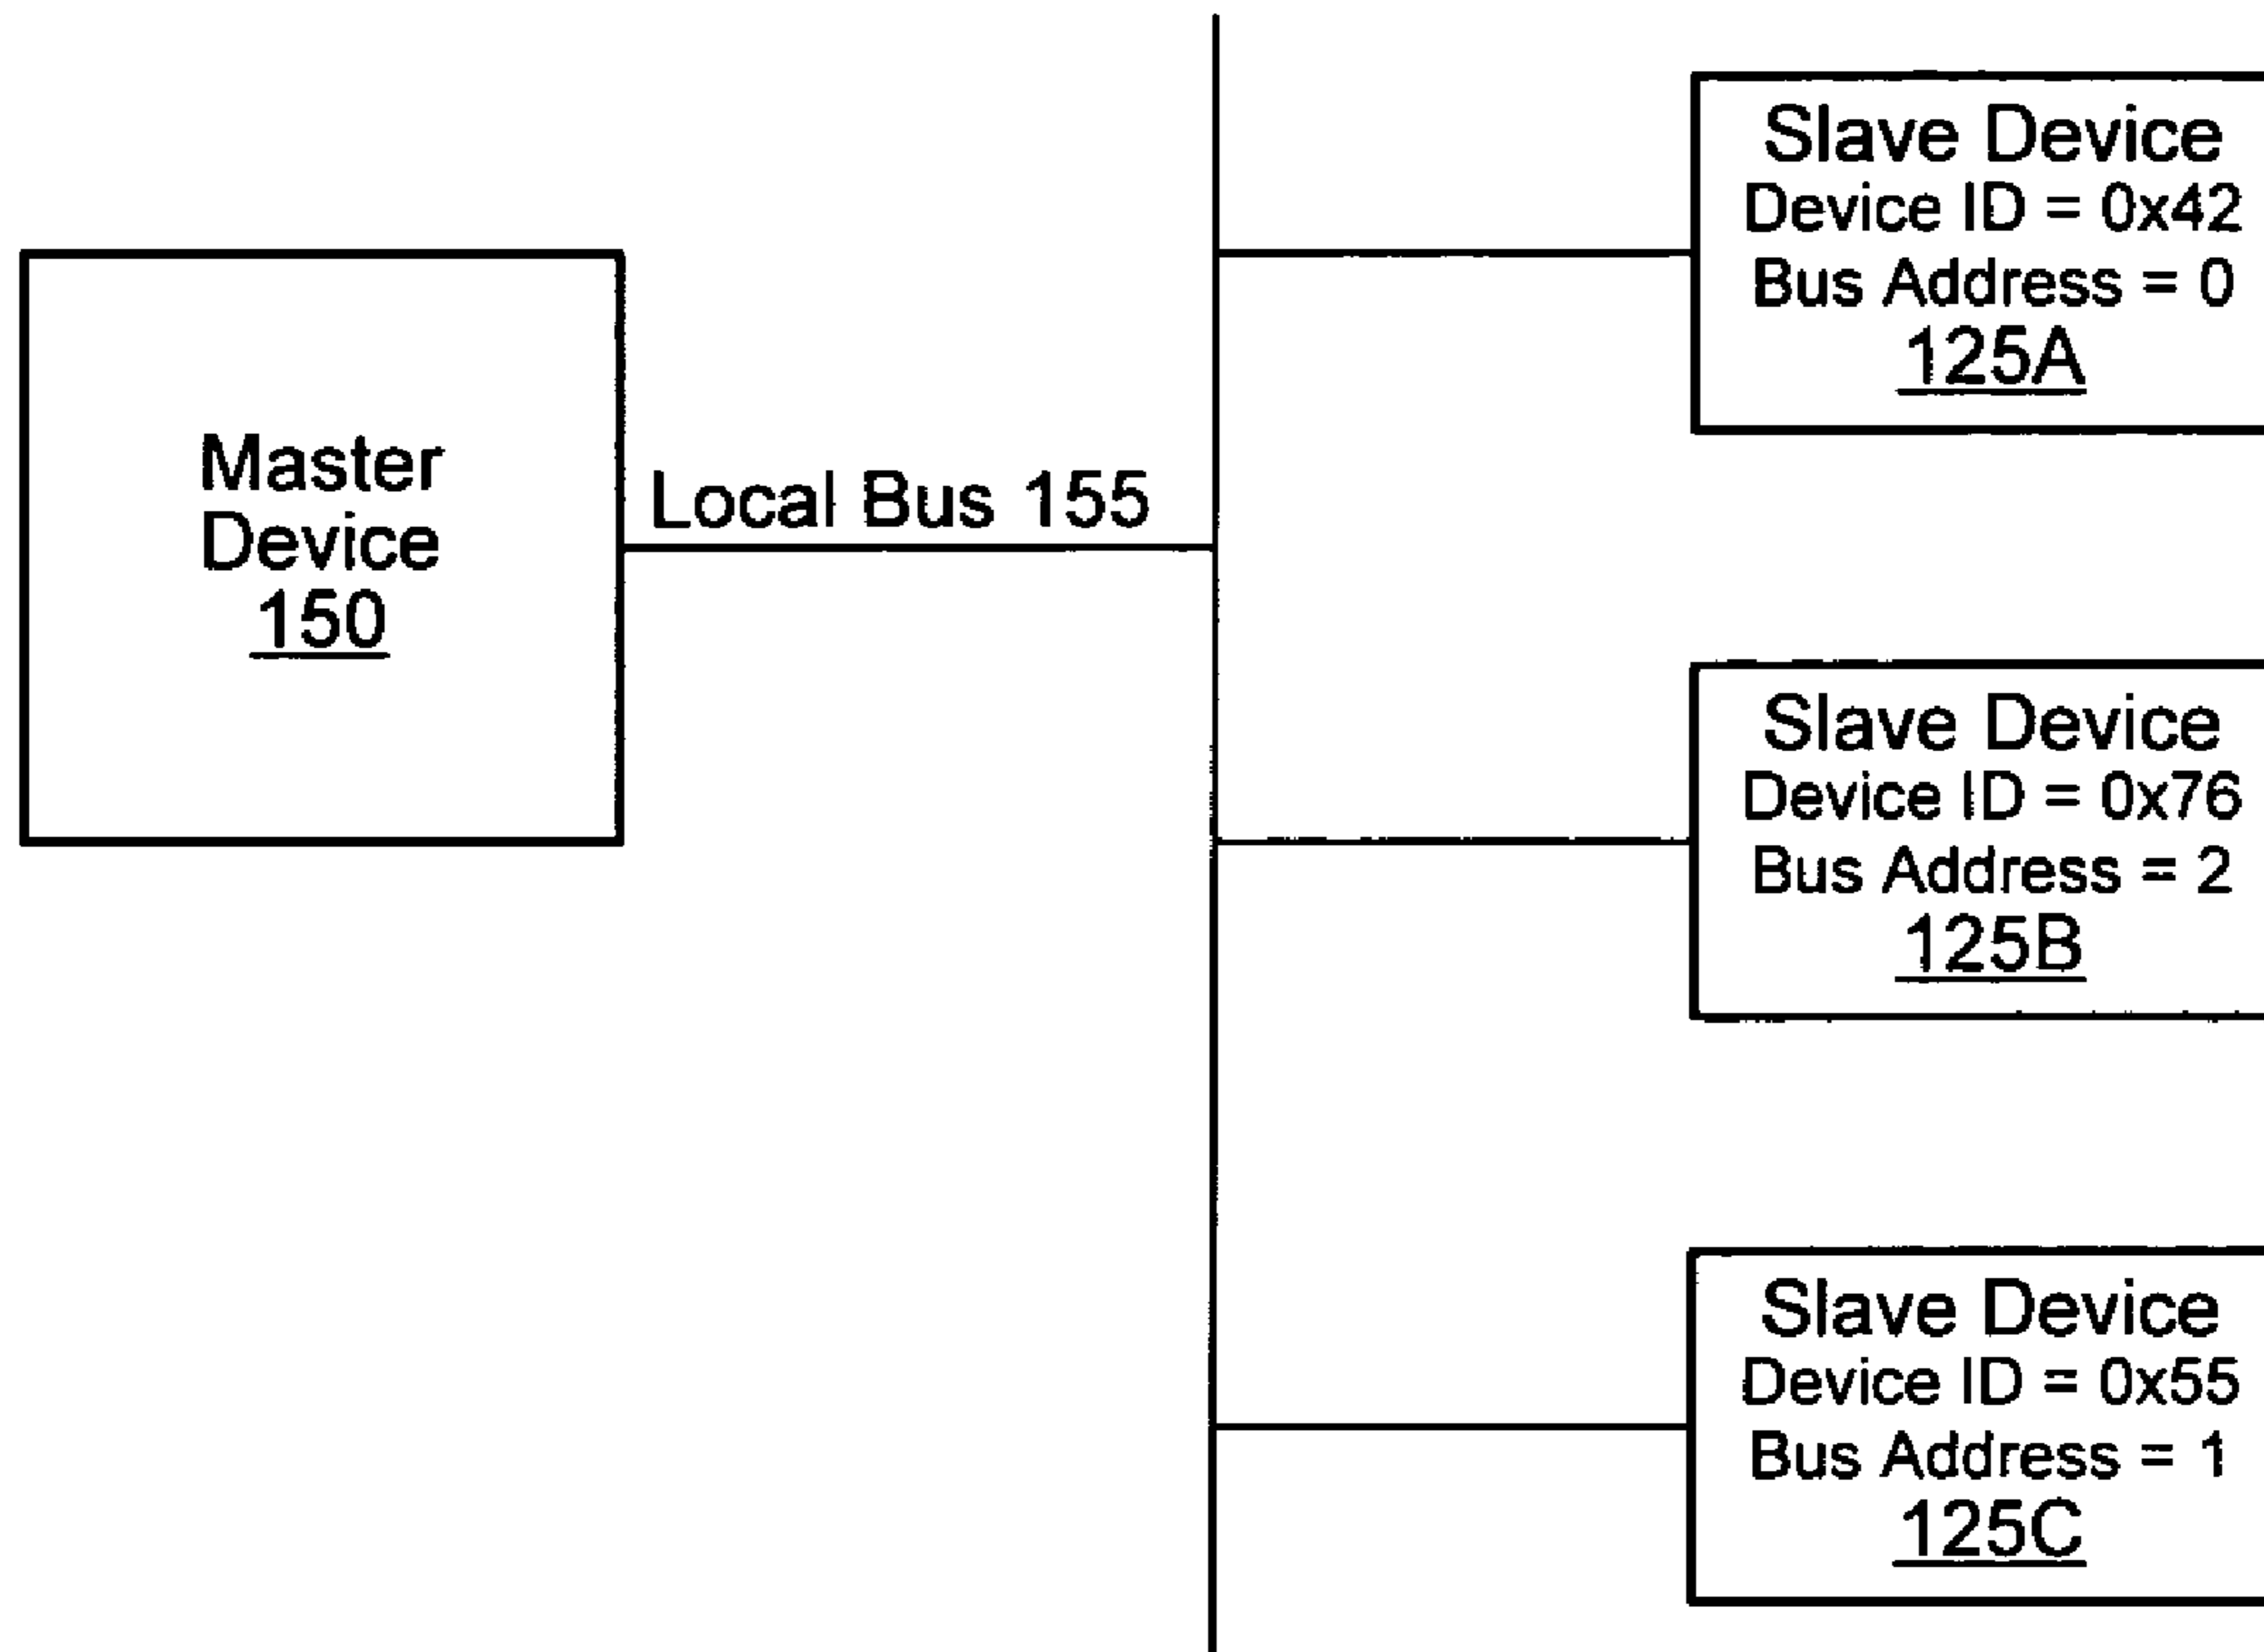 Master
Device
150
Local Bus 155
Slave Device
Device ID = 0x42
Bus Address = 0
125A
Slave Device
Device ID = 0x76
Bus Address = 2
125B
Slave Device
Device ID = 0x55
Bus Address = 1
125C